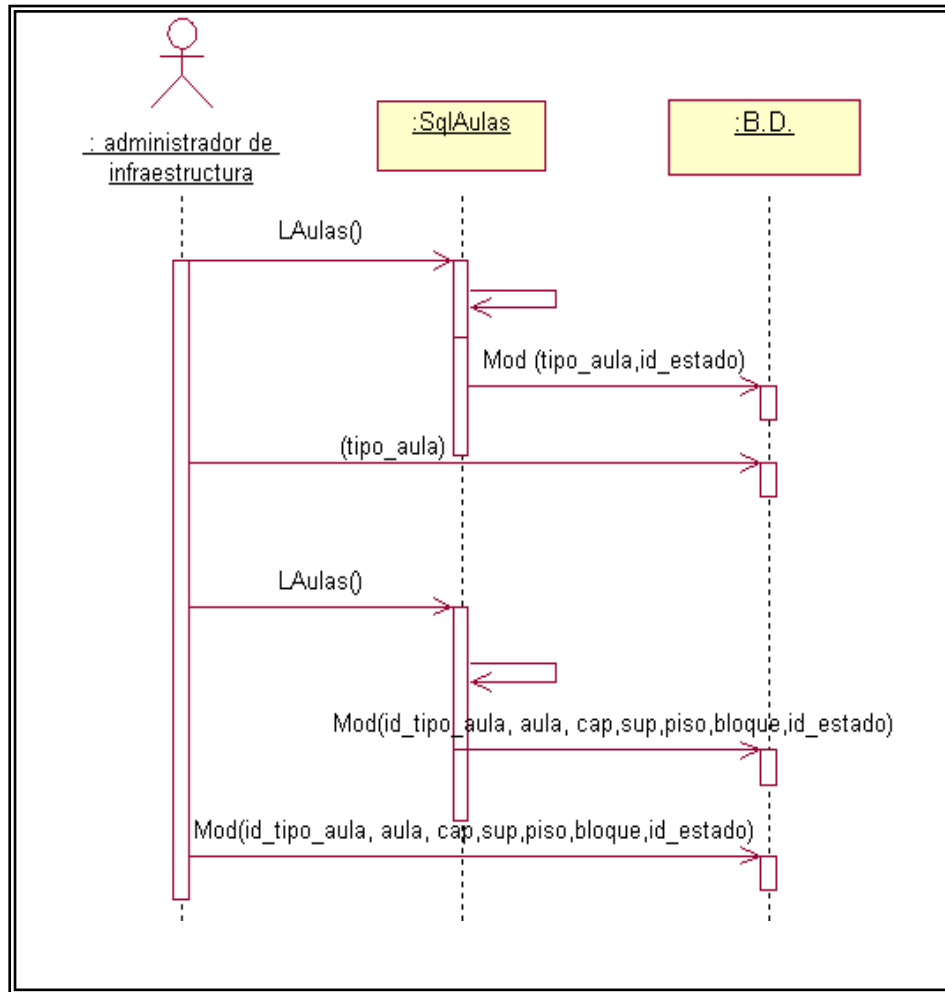 : administrador de
infraestructura
:SqlAulas
:B.D.
LAulas()
Mod (tipo_aula,id_estado)
(tipo_aula)
LAulas()
Mod(id_tipo_aula, aula, cap,sup,piso,bloque,id_estado)
Mod(id_tipo_aula, aula, cap,sup,piso,bloque,id_estado)